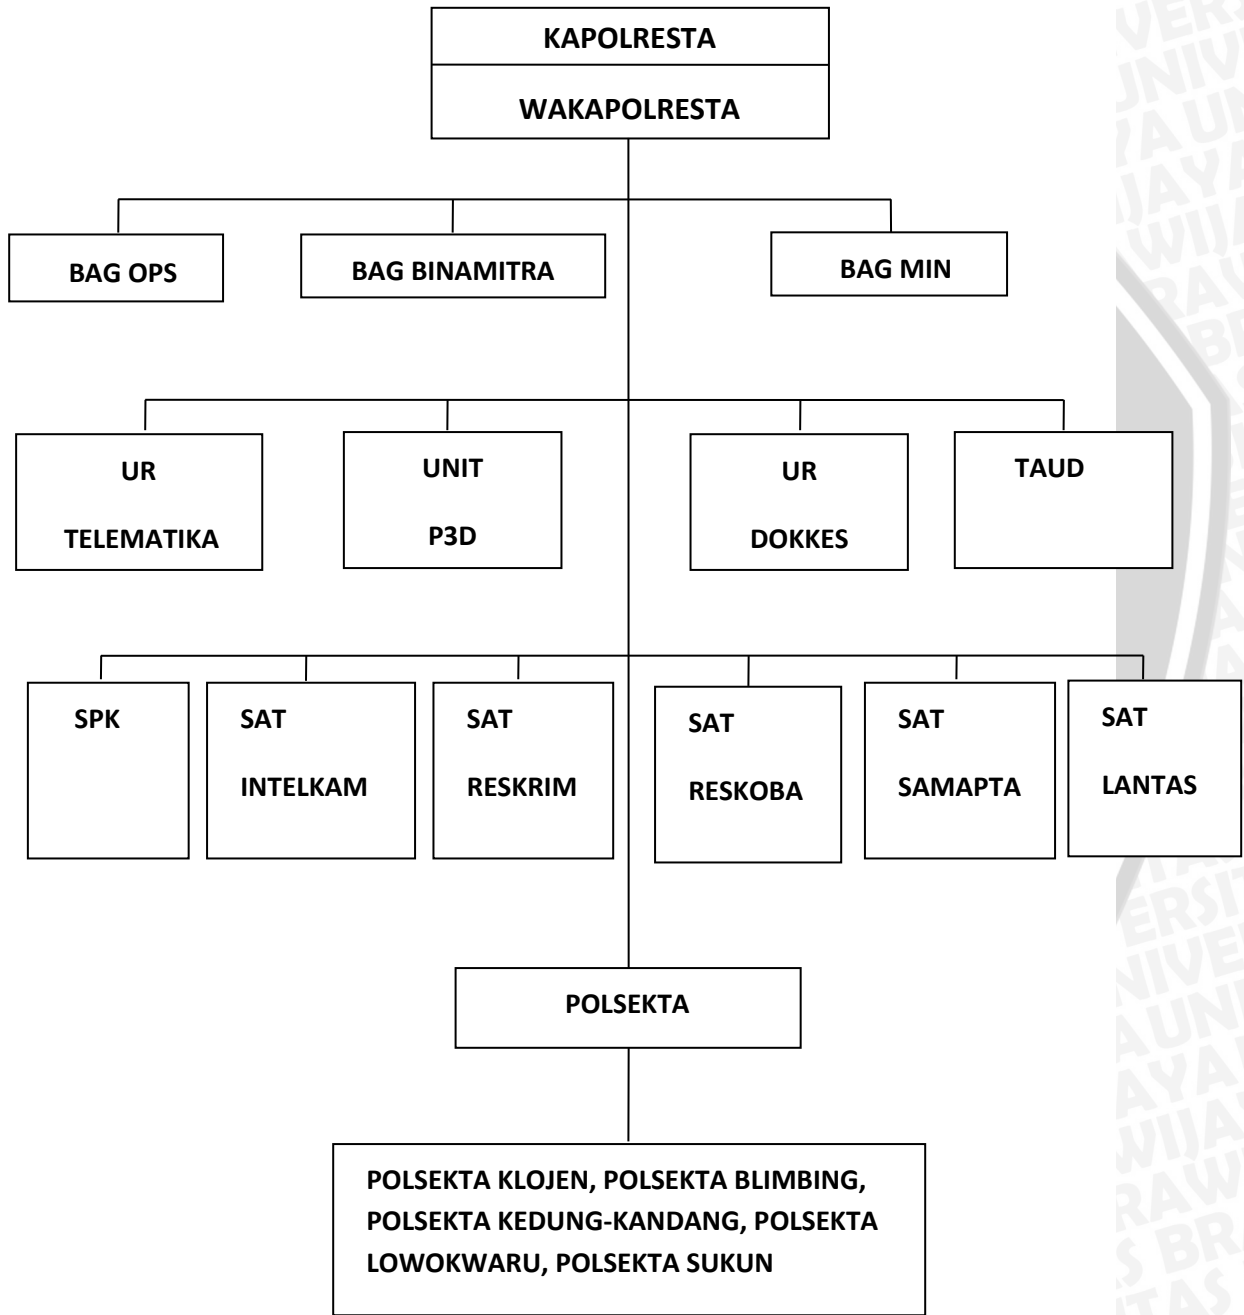 KAPOLRESTA
WAKAPOLRESTA
BAG OPS
BAG BINAMITRA
BAG MIN
UR
TELEMATIKA
UNIT
P3D
UR
DOKKES
TAUD
SPK
SAT
INTELKAM
SAT
RESKRIM
SAT
RESKOBA
SAT
SAMAPTA
SAT
LANTAS
POLSEKTA
POLSEKTA KLOJEN, POLSEKTA BLIMBING,
POLSEKTA KEDUNG-KANDANG, POLSEKTA
LOWOKWARU, POLSEKTA SUKUN